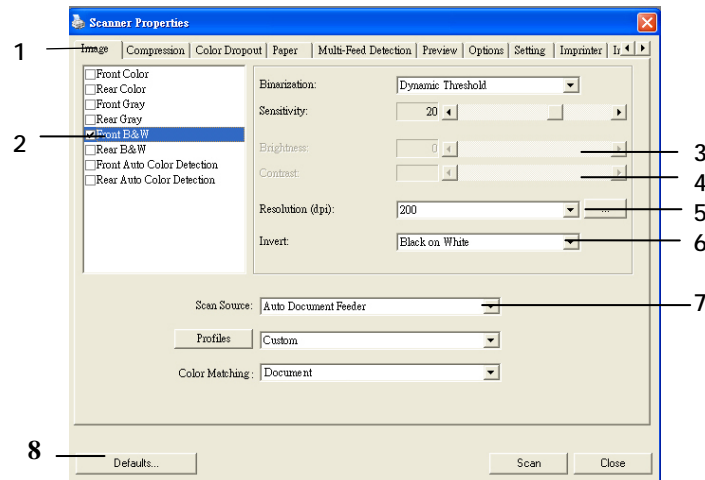 Scanner Properties
1
Image Compression Color Dropout Paper Multi-Feed Detection Preview Options Setting Imprinter
Front Color
Rear Color
Front Gray
Rear Gray
2
Front B&W
Rear B&W
Front Auto Color Detection
Rear Auto Color Detection
Binarization: Dynamic Threshold
Sensitivity: 20
Brightness: 0
3
Contrast:
4
Resolution (dpi): 200 ...
5
Invert: Black on White
6
Scan Source: Auto Document Feeder
7
Profiles Custom
Color Matching: Document
8
Defaults... Scan Close